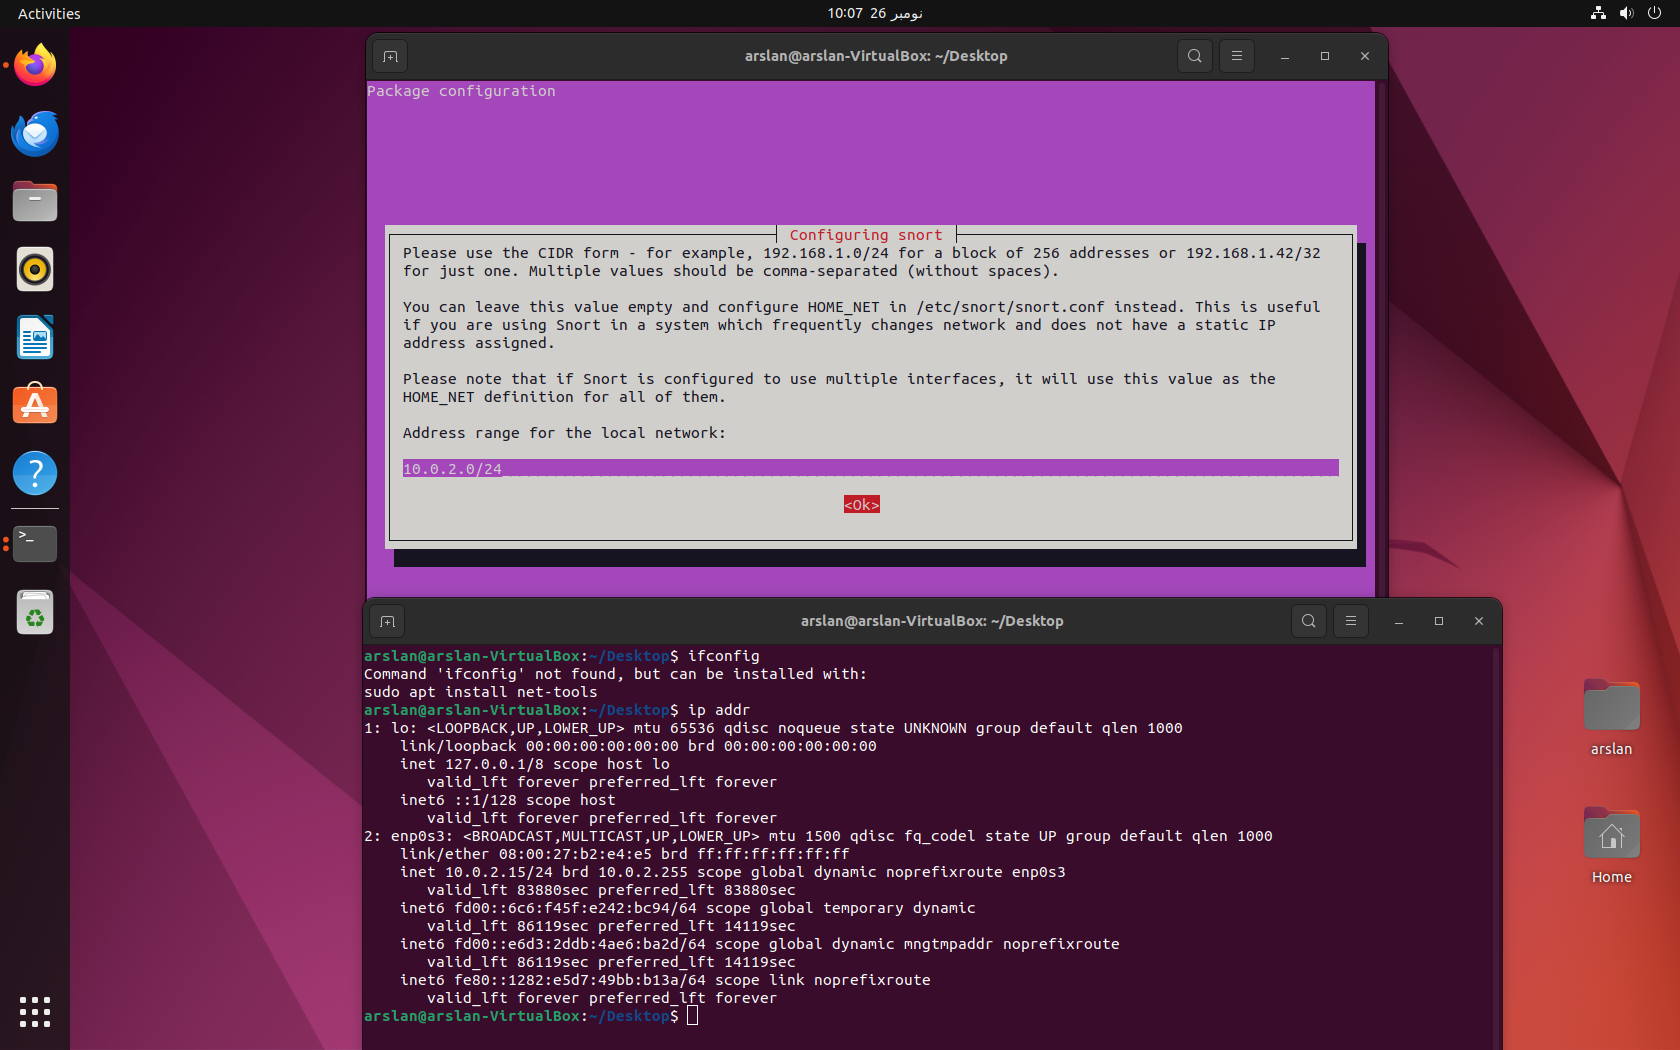 Activities
10:07 26 نومبر
arslan@arslan-VirtualBox: ~/Desktop
Package configuration
Configuring snort
Please use the CIDR form - for example, 192.168.1.0/24 for a block of 256 addresses or 192.168.1.42/32
for just one. Multiple values should be comma-separated (without spaces).
You can leave this value empty and configure HOME_NET in /etc/snort/snort.conf instead. This is useful
if you are using Snort in a system which frequently changes network and does not have a static IP
address assigned.
Please note that if Snort is configured to use multiple interfaces, it will use this value as the
HOME_NET definition for all of them.
Address range for the local network:
10.0.2.0/24
<Ok>
arslan@arslan-VirtualBox: ~/Desktop
arslan@arslan-VirtualBox:~/Desktop$ ifconfig
Command 'ifconfig' not found, but can be installed with:
sudo apt install net-tools
arslan@arslan-VirtualBox:~/Desktop$ ip addr
1: lo: <LOOPBACK,UP,LOWER_UP> mtu 65536 qdisc noqueue state UNKNOWN group default qlen 1000
link/loopback 00:00:00:00:00:00 brd 00:00:00:00:00:00
inet 127.0.0.1/8 scope host lo
valid_lft forever preferred_lft forever
inet6 ::1/128 scope host
valid_lft forever preferred_lft forever
2: enp0s3: <BROADCAST,MULTICAST,UP,LOWER_UP> mtu 1500 qdisc fq_codel state UP group default qlen 1000
link/ether 08:00:27:b2:e4:e5 brd ff:ff:ff:ff:ff:ff
inet 10.0.2.15/24 brd 10.0.2.255 scope global dynamic noprefixroute enp0s3
valid_lft 83880sec preferred_lft 83880sec
inet6 fd00::6c6:f45f:e242:bc94/64 scope global temporary dynamic
valid_lft 86119sec preferred_lft 14119sec
inet6 fd00::e6d3:2ddb:4ae6:ba2d/64 scope global dynamic mngtmpaddr noprefixroute
valid_lft 86119sec preferred_lft 14119sec
inet6 fe80::1282:e5d7:49bb:b13a/64 scope link noprefixroute
valid_lft forever preferred_lft forever
arslan@arslan-VirtualBox:~/Desktop$
arslan
Home